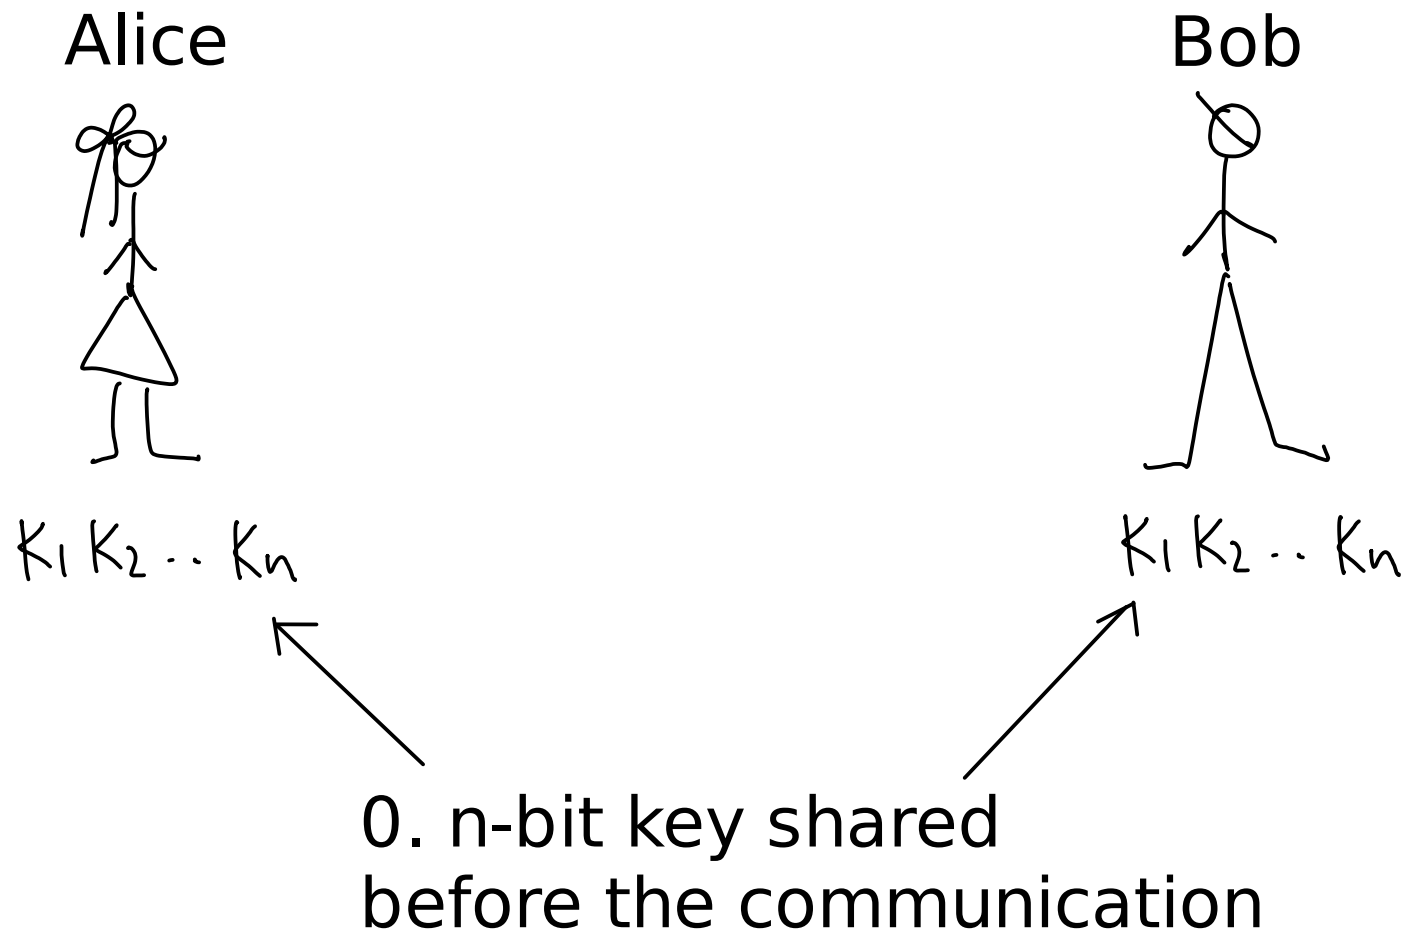 Alice
Bob
K1 K2 .. Kn
K1 K2 .. Kn
0. n-bit key shared
before the communication